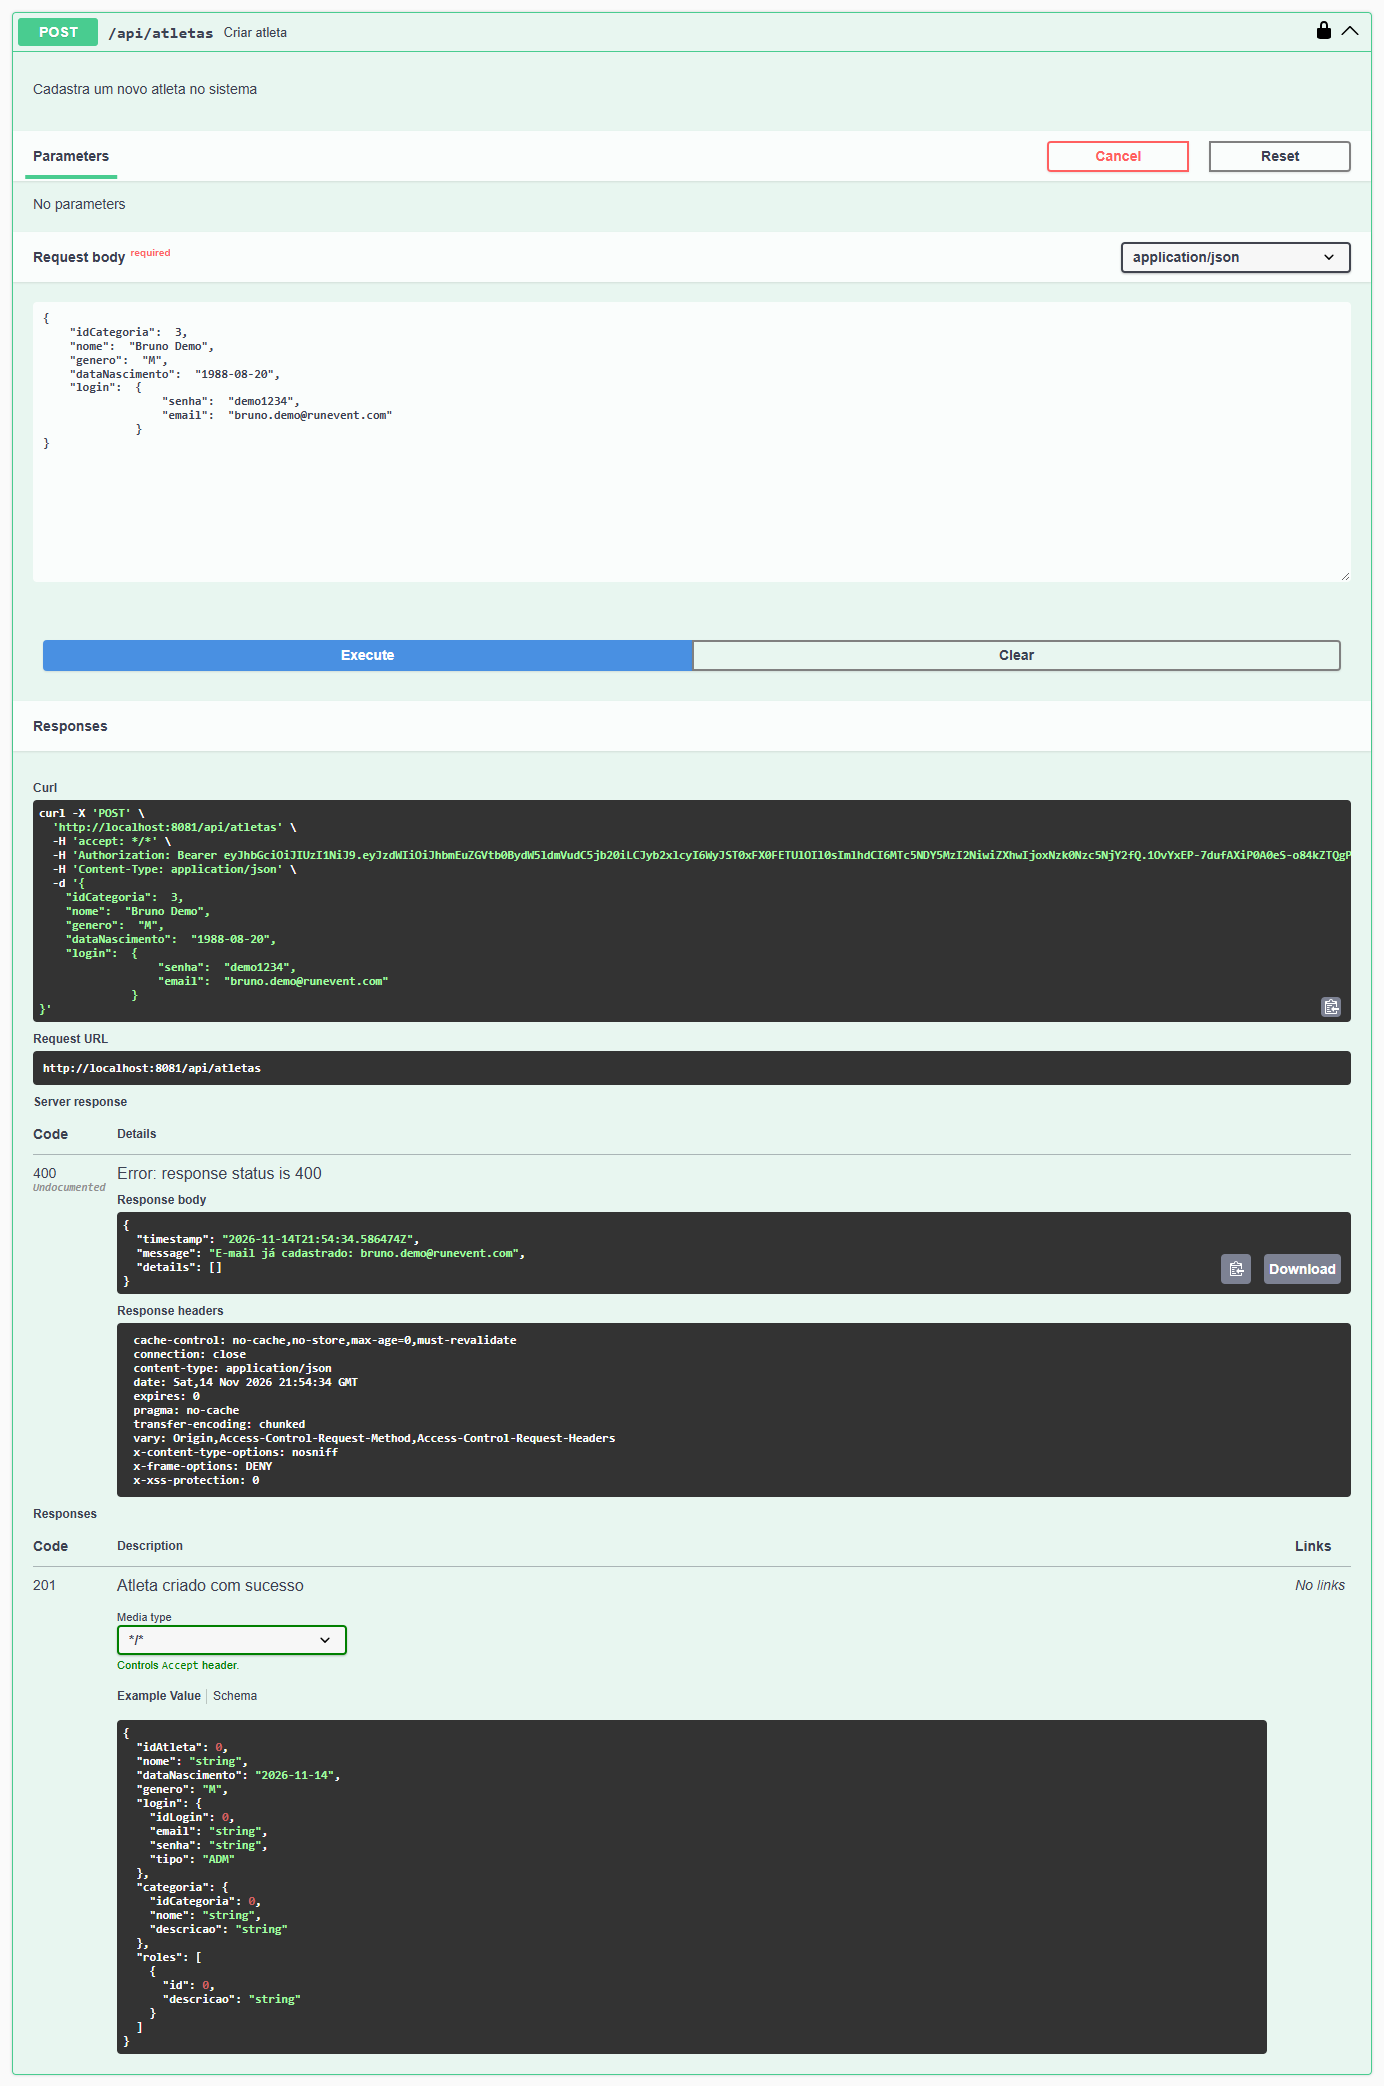 POST /api/atletas Criar atleta
Cadastra um novo atleta no sistema
Parameters
Cancel
Reset
No parameters
Request body required
application/json
{
    "idCategoria":  3,
    "nome":  "Bruno Demo",
    "genero":  "M",
    "dataNascimento":  "1988-08-20",
    "login":  {
                  "senha":  "demo1234",
                  "email":  "bruno.demo@runevent.com"
              }
}
Execute
Clear
Responses
Curl
curl -X 'POST' \
  'http://localhost:8081/api/atletas' \
  -H 'accept: */*' \
  -H 'Authorization: Bearer
  -H 'Content-Type: application/json' \
  -d '{
    "idCategoria":  3,
    "nome":  "Bruno Demo",
    "genero":  "M",
    "dataNascimento":  "1988-08-20",
    "login":  {
                  "senha":  "demo1234",
                  "email":  "bruno.demo@runevent.com"
              }
}'
Request URL
http://localhost:8081/api/atletas
Server response
Code Details
400 Error: response status is 400
Undocumented
Response body
{
  "timestamp": "2026-11-14T21:54:34.586474Z",
  "message": "E-mail já cadastrado: bruno.demo@runevent.com",
  "details": []
}
Download
Response headers
cache-control: no-cache,no-store,max-age=0,must-revalidate
connection: close
content-type: application/json
date: Sat,14 Nov 2026 21:54:34 GMT
expires: 0
pragma: no-cache
transfer-encoding: chunked
vary: Origin,Access-Control-Request-Method,Access-Control-Request-Headers
x-content-type-options: nosniff
x-frame-options: DENY
x-xss-protection: 0
Responses
Code Description Links
201 Atleta criado com sucesso No links
Media type
*/*
Controls Accept header.
Example Value Schema
{
  "idAtleta": 0,
  "nome": "string",
  "dataNascimento": "2026-11-14",
  "genero": "M",
  "login": {
    "idLogin": 0,
    "email": "string",
    "senha": "string",
    "tipo": "ADM"
  },
  "categoria": {
    "idCategoria": 0,
    "nome": "string",
    "descricao": "string"
  },
  "roles": [
    {
      "id": 0,
      "descricao": "string"
    }
  ]
}